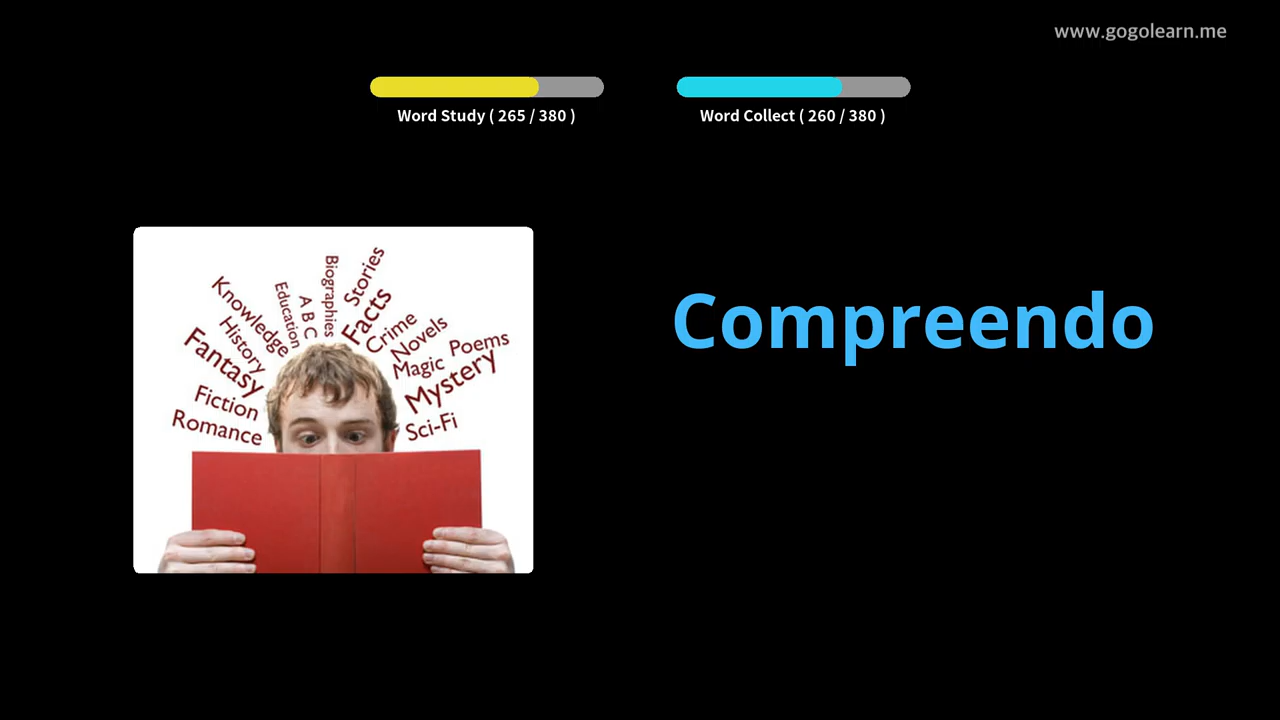 www.gogolearn.me
Word Study ( 265 / 380 )
Word Collect ( 260 / 380 )
Compreendo
Knowledge
Education
A B C
Biographies
Stories
Facts
Crime
Novels
Poems
History
Magic
Fantasy
Mystery
Fiction
Romance
Sci-Fi